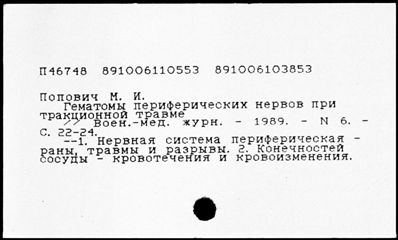 П46748 891006110553 891006103853
Попович М. И.
Гематомы периферических нервов при
тракционной травме
// Воен.-мед. журн. - 1989. - N 6. -
С. 22-24.
--1. Нервная система периферическая -
раны, травмы и разрывы. 2. Конечностей
сосуды - кровотечения и кровоизменения.